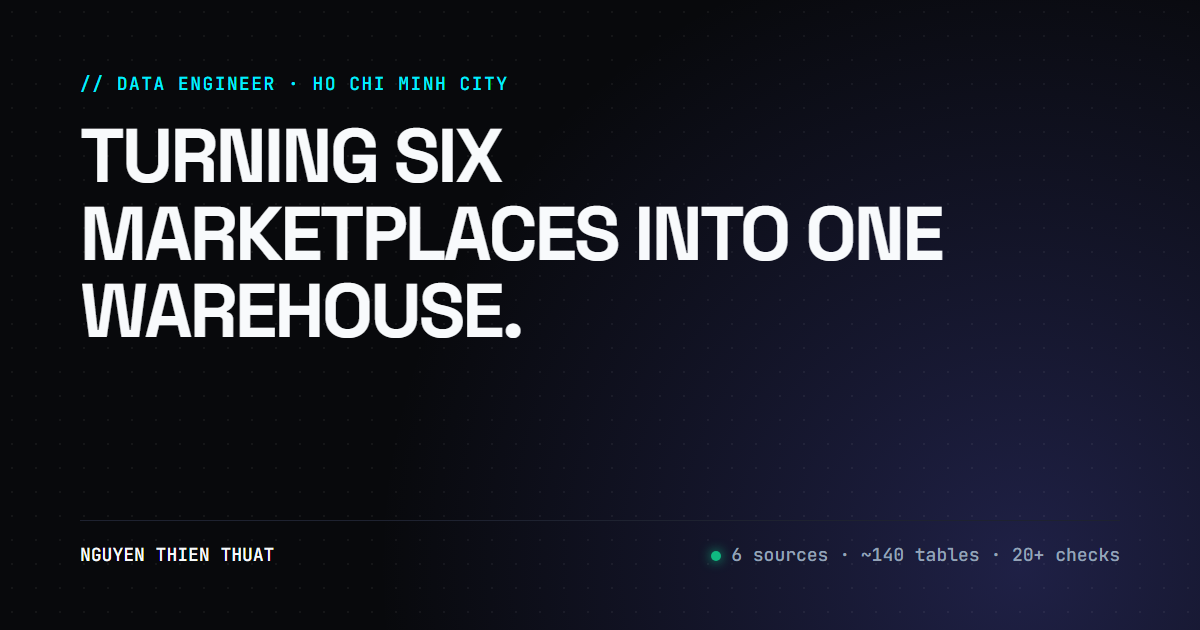 // DATA ENGINEER · HO CHI MINH CITY
TURNING SIX
MARKETPLACES INTO ONE
WAREHOUSE.
NGUYEN THIEN THUAT
6 sources · ~140 tables · 20+ checks